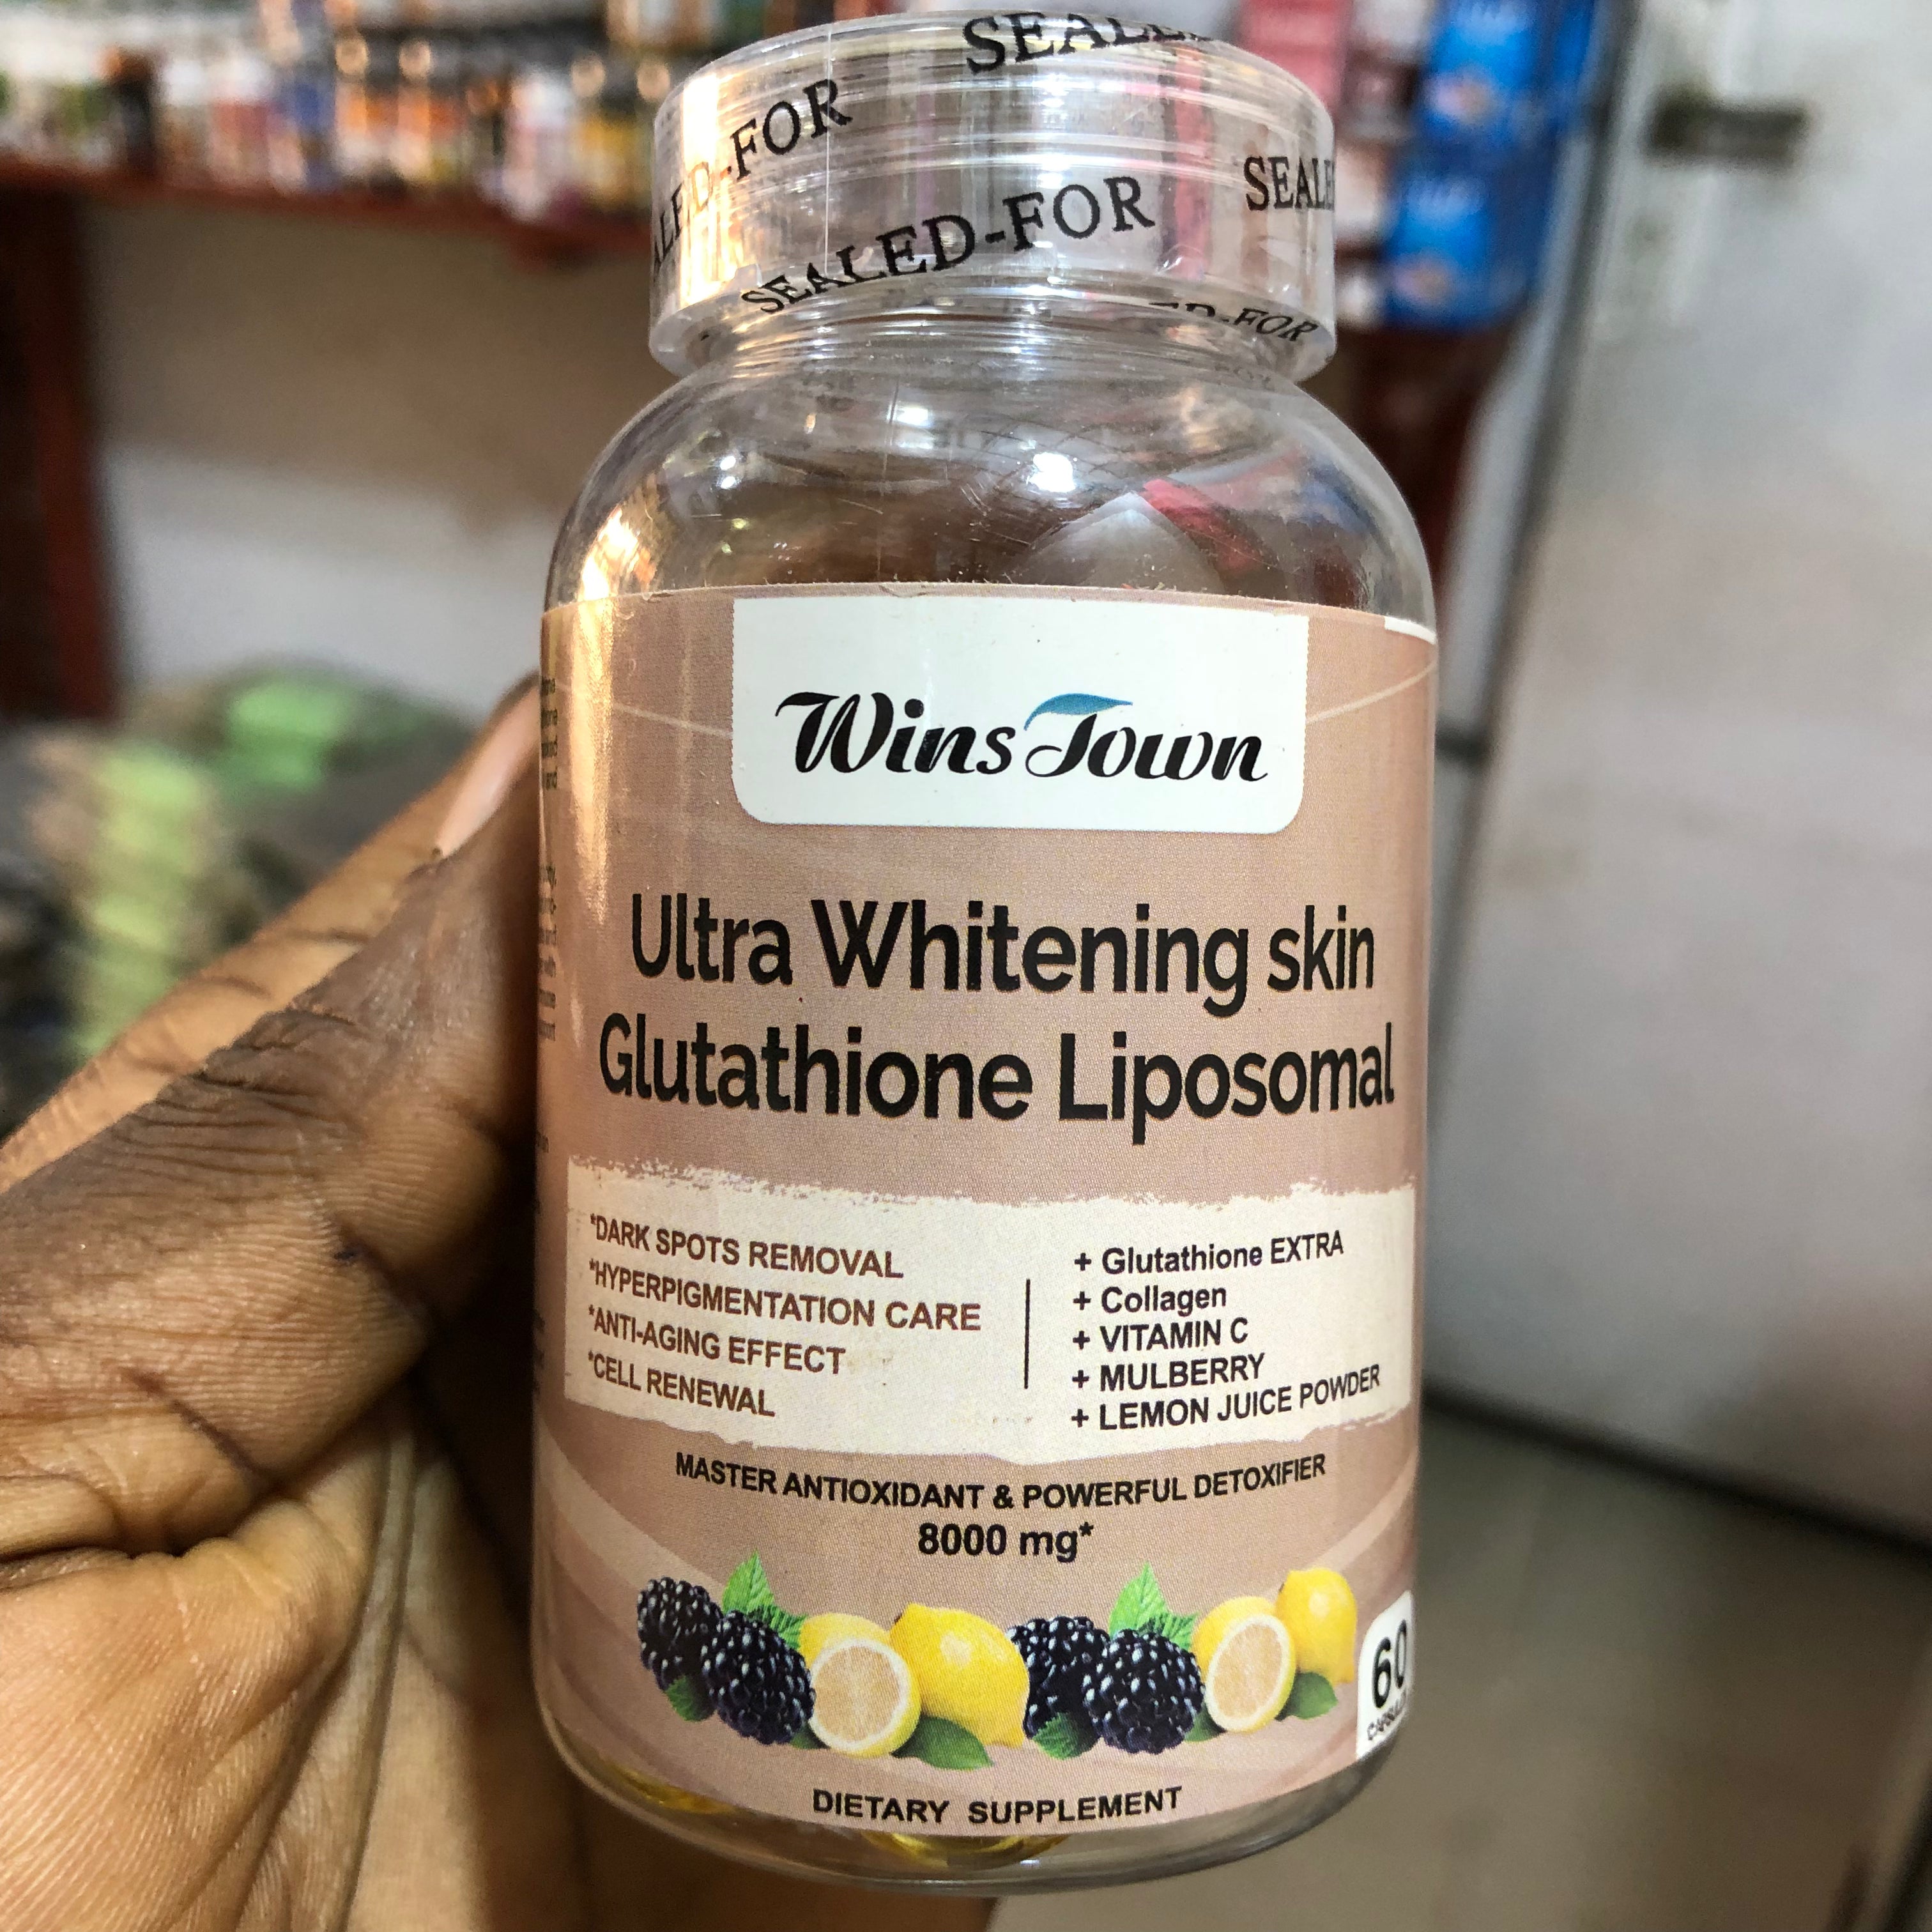 SEALED-FOR
SEALED-FOR
Wins Town
Ultra Whitening skin
Glutathione Liposomal
*DARK SPOTS REMOVAL
*HYPERPIGMENTATION CARE
*ANTI-AGING EFFECT
*CELL RENEWAL
+ Glutathione EXTRA
+ Collagen
+ VITAMIN C
+ MULBERRY
+ LEMON JUICE POWDER
MASTER ANTIOXIDANT & POWERFUL DETOXIFIER
8000 mg*
60
CAPSULES
DIETARY SUPPLEMENT